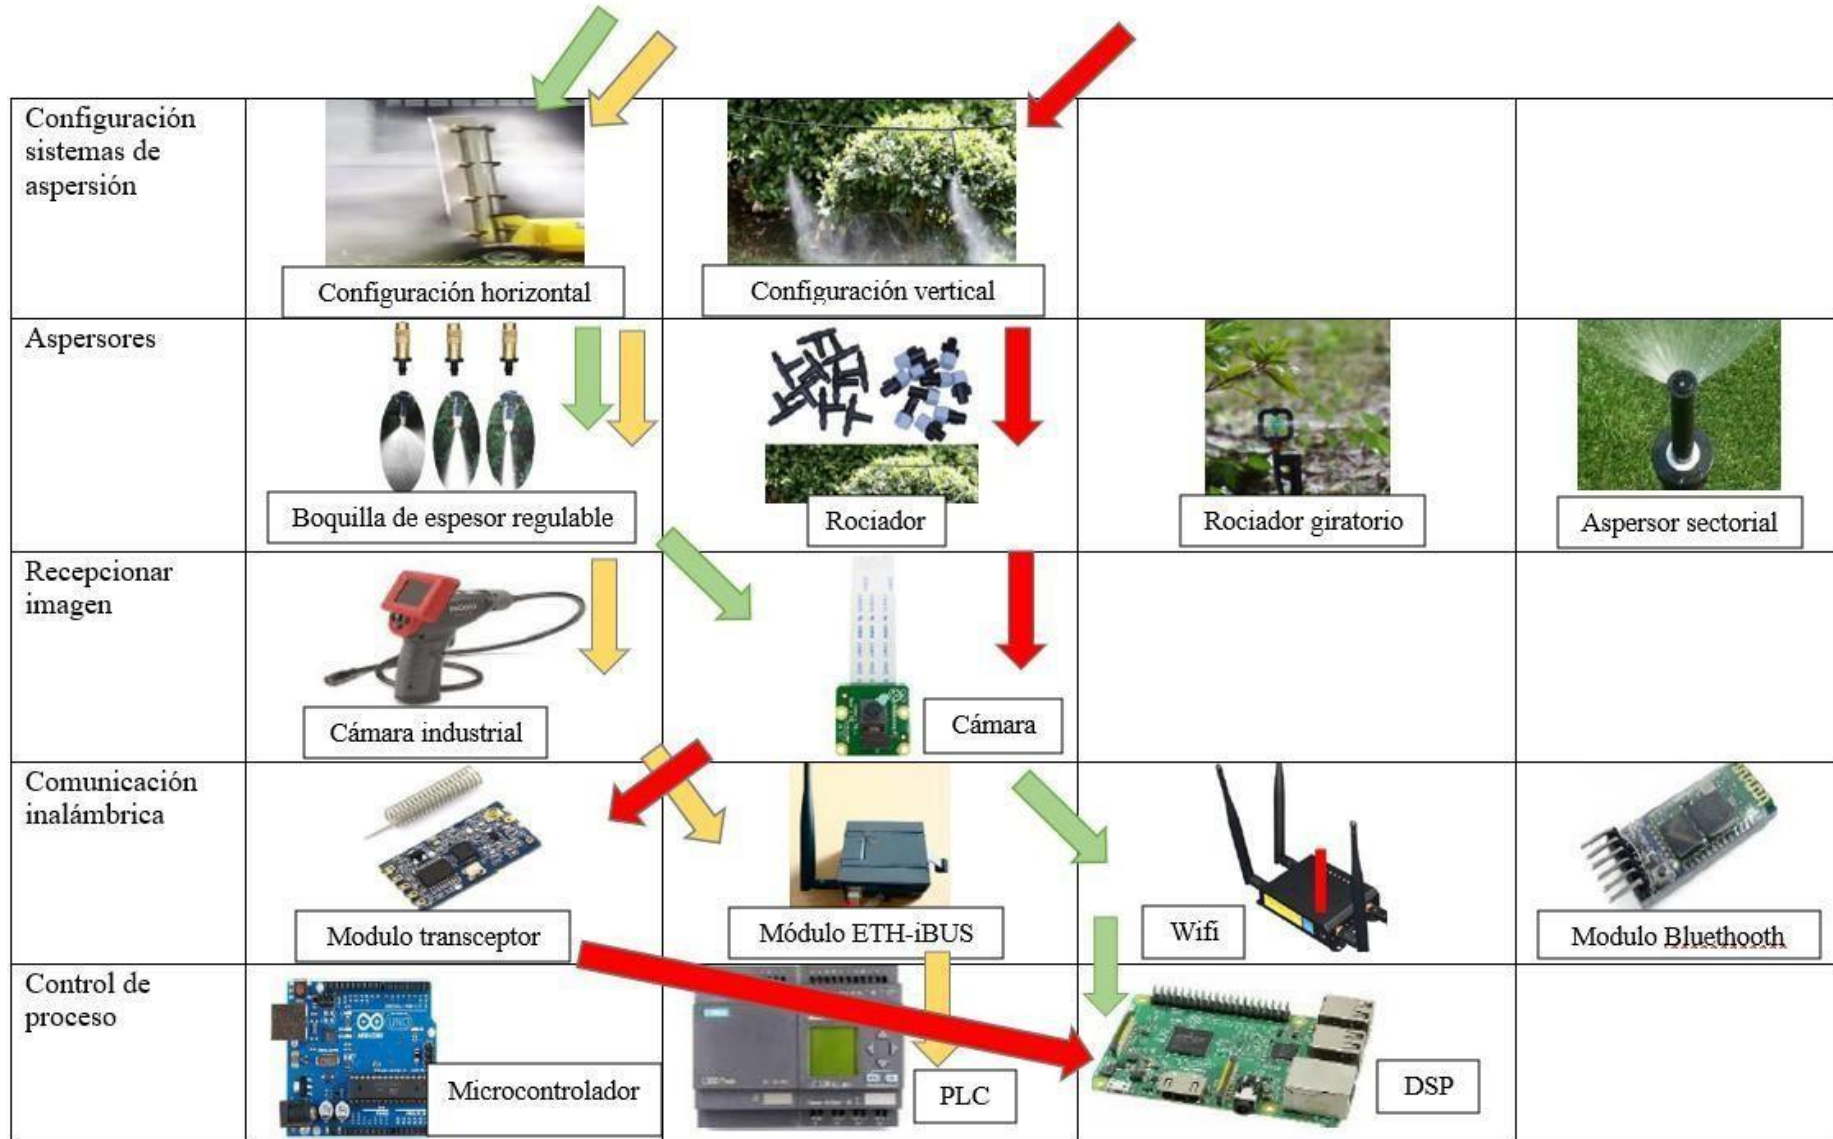 Configuración
sistemas de
aspersión
Configuración horizontal
Configuración vertical
Aspersores
Boquilla de espesor regulable
Rociador
Rociador giratorio
Aspersor sectorial
Recepcionar
imagen
Cámara industrial
Cámara
Comunicación
inalámbrica
Modulo transceptor
Módulo ETH-iBUS
Wifi
Modulo Bluethooth
Control de
proceso
UNO
Microcontrolador
PLC
DSP